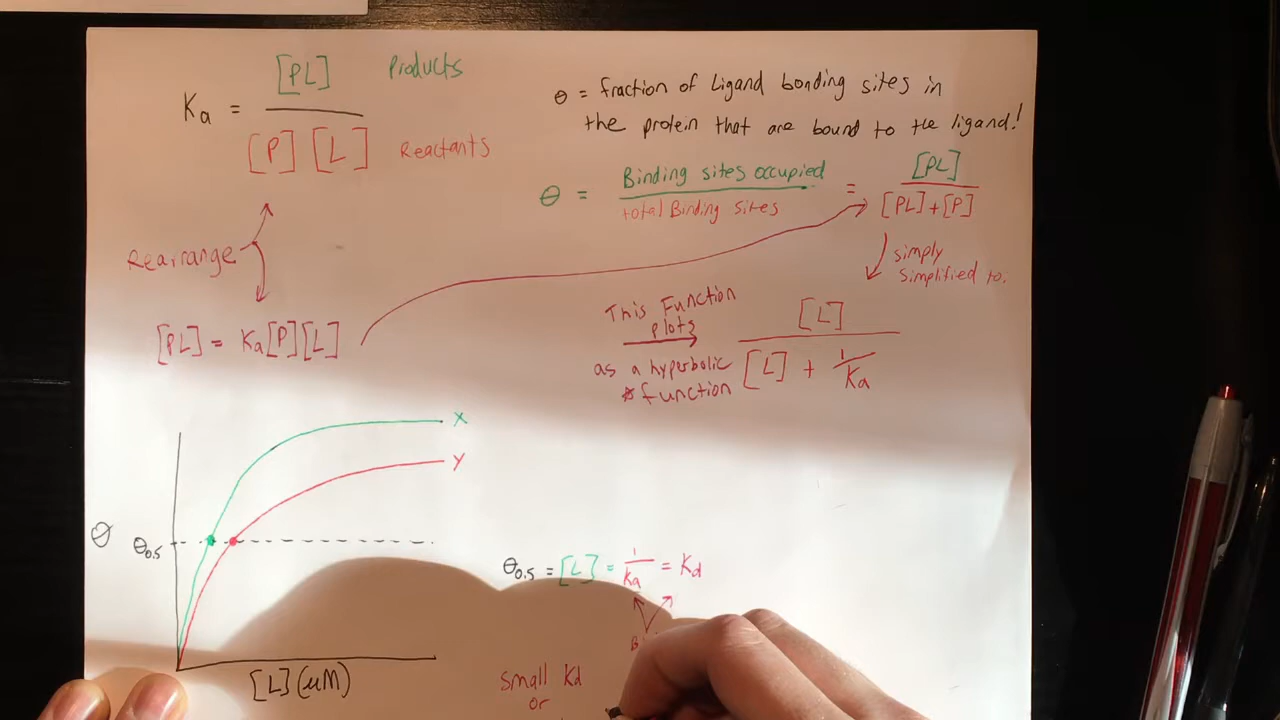 [PL] Products
Ka = 
[P] [L] Reactants
Rearrange
[PL] = Ka[P][L]
θ = fraction of Ligand bonding sites in
the protein that are bound to the ligand!
θ = Binding sites occupied / total Binding Sites = [PL] / [PL]+[P]
simply
simplified to:
This Function
plots
as a hyperbolic
function
[L]
[L] + 1/Ka
X
Y
θ
θ0.5
[L] (uM)
θ0.5 = [L] = 1/Ka = Kd
small Kd
or